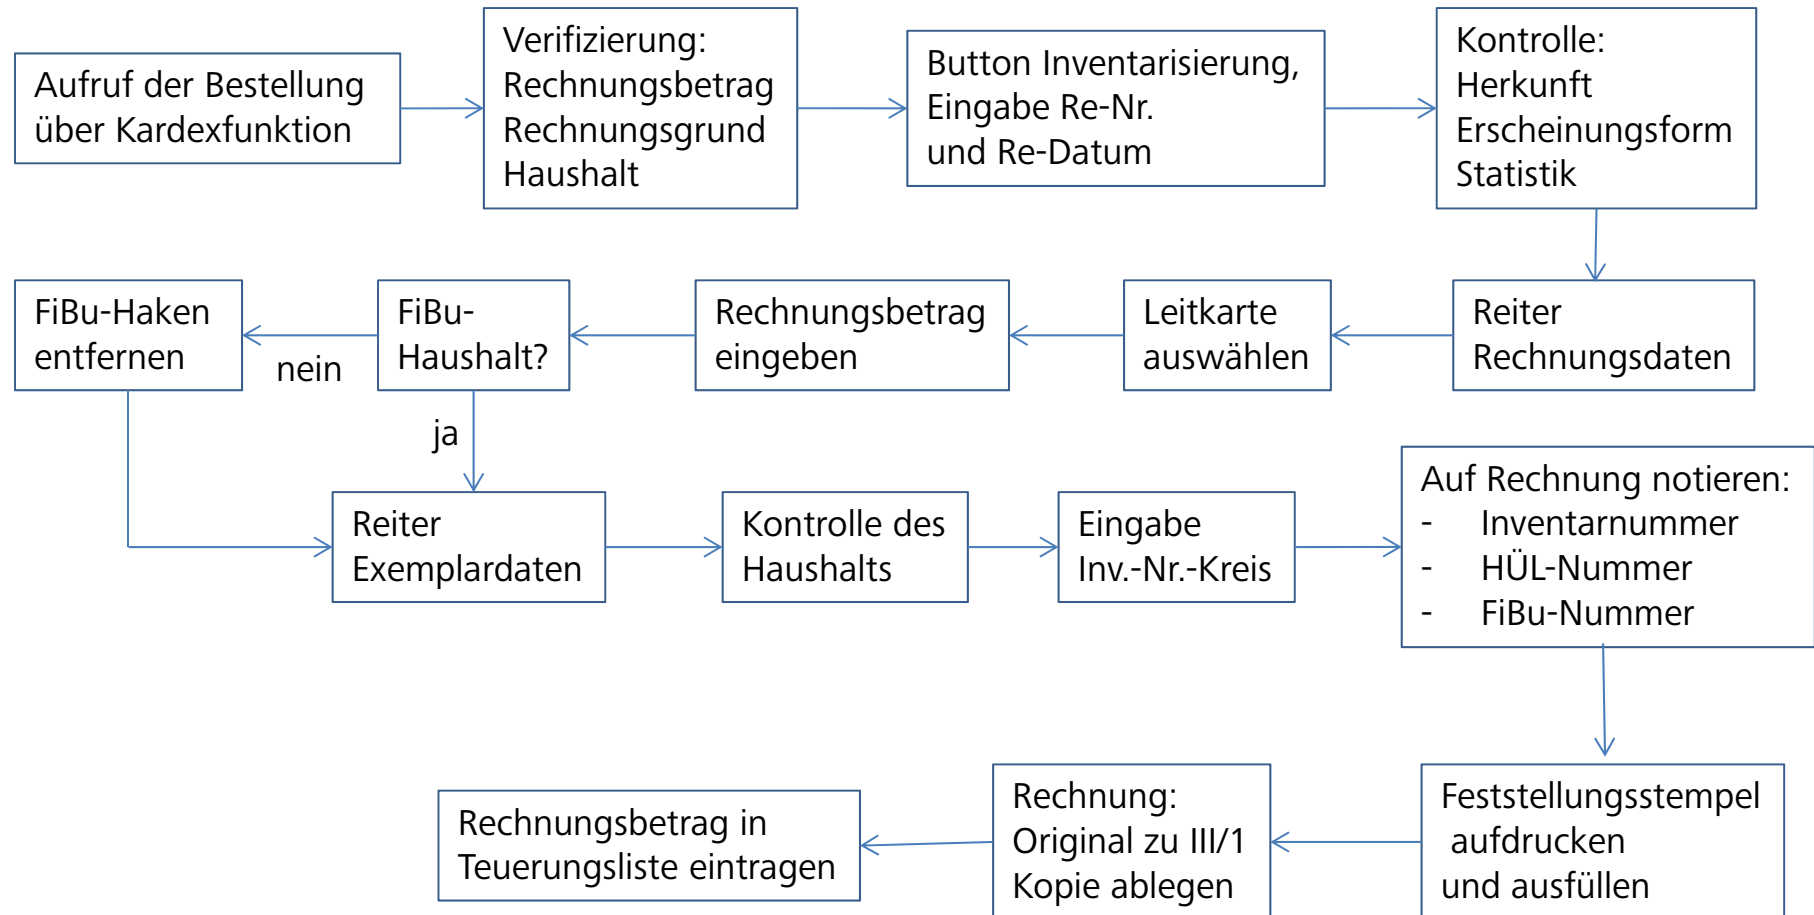 Aufruf der Bestellung
über Kardexfunktion
Verifizierung:
Rechnungsbetrag
Rechnungsgrund
Haushalt
Button Inventarisierung,
Eingabe Re-Nr.
und Re-Datum
Kontrolle:
Herkunft
Erscheinungsform
Statistik
Reiter
Rechnungsdaten
Leitkarte
auswählen
Rechnungsbetrag
eingeben
FiBu-
Haushalt?
nein
FiBu-Haken
entfernen
ja
Reiter
Exemplardaten
Kontrolle des
Haushalts
Eingabe
Inv.-Nr.-Kreis
Auf Rechnung notieren:
- Inventarnummer
- HÜL-Nummer
- FiBu-Nummer
Feststellungsstempel
aufdrucken
und ausfüllen
Rechnung:
Original zu III/1
Kopie ablegen
Rechnungsbetrag in
Teuerungsliste eintragen